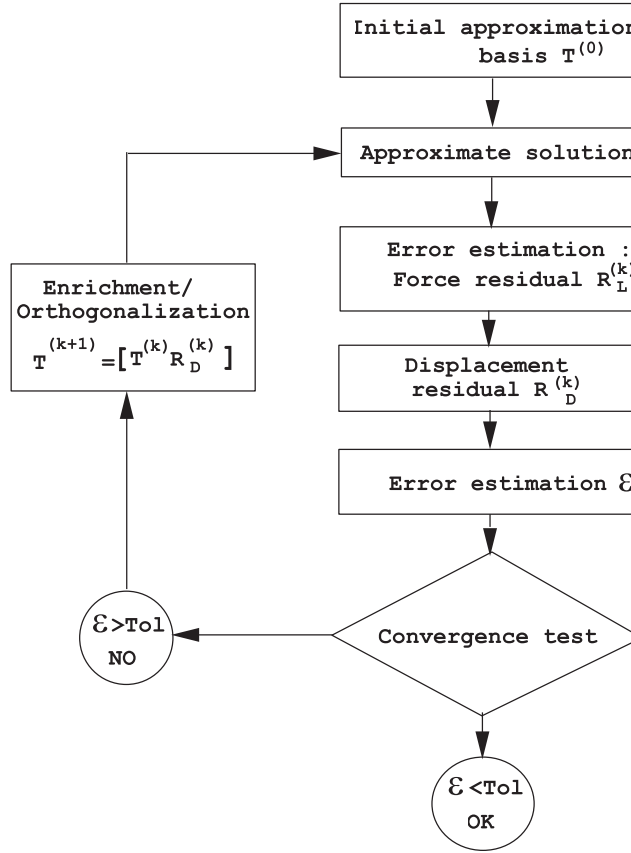 Initial approximation
basis T^(0)
Approximate solution
Error estimation :
Force residual R_L^(k)
Enrichment/
Orthogonalization
T^(k+1)=[T^(k) R_D^(k) ]
Displacement
residual R_D^(k)
Error estimation ε
Convergence test
ε>Tol
NO
ε<Tol
OK